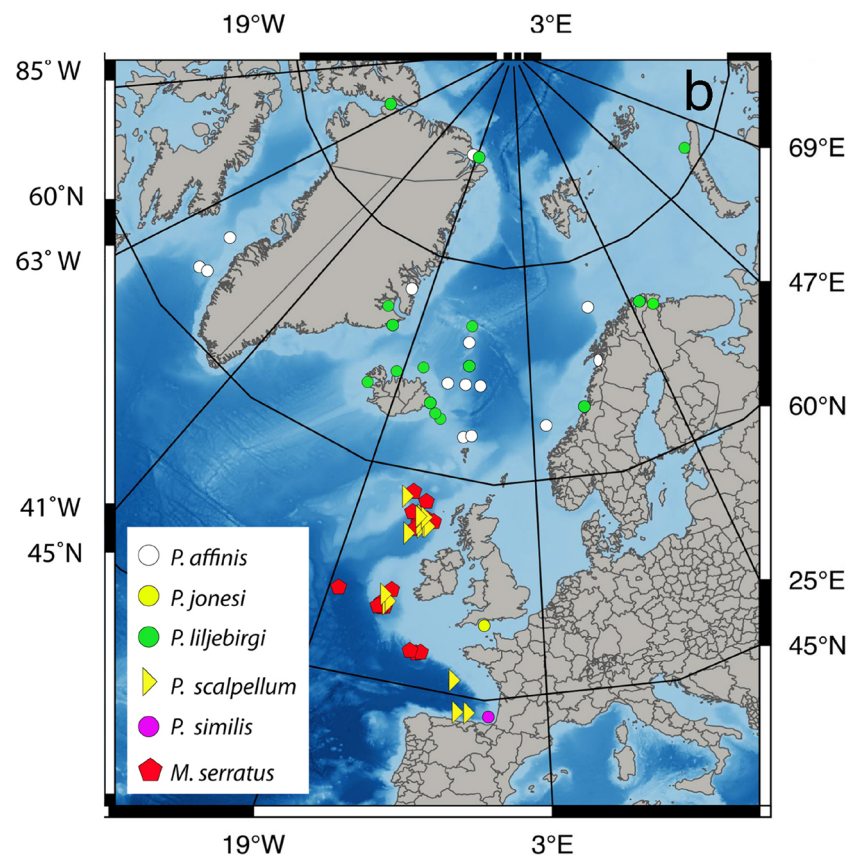 19°W 3°E
85° W
b
69°E
60°N
63° W
47°E
60°N
41°W
45°N
P. affinis
P. jonesi
P. liljebirgi
P. scalpellum
P. similis
M. serratus
25°E
45°N
19°W 3°E